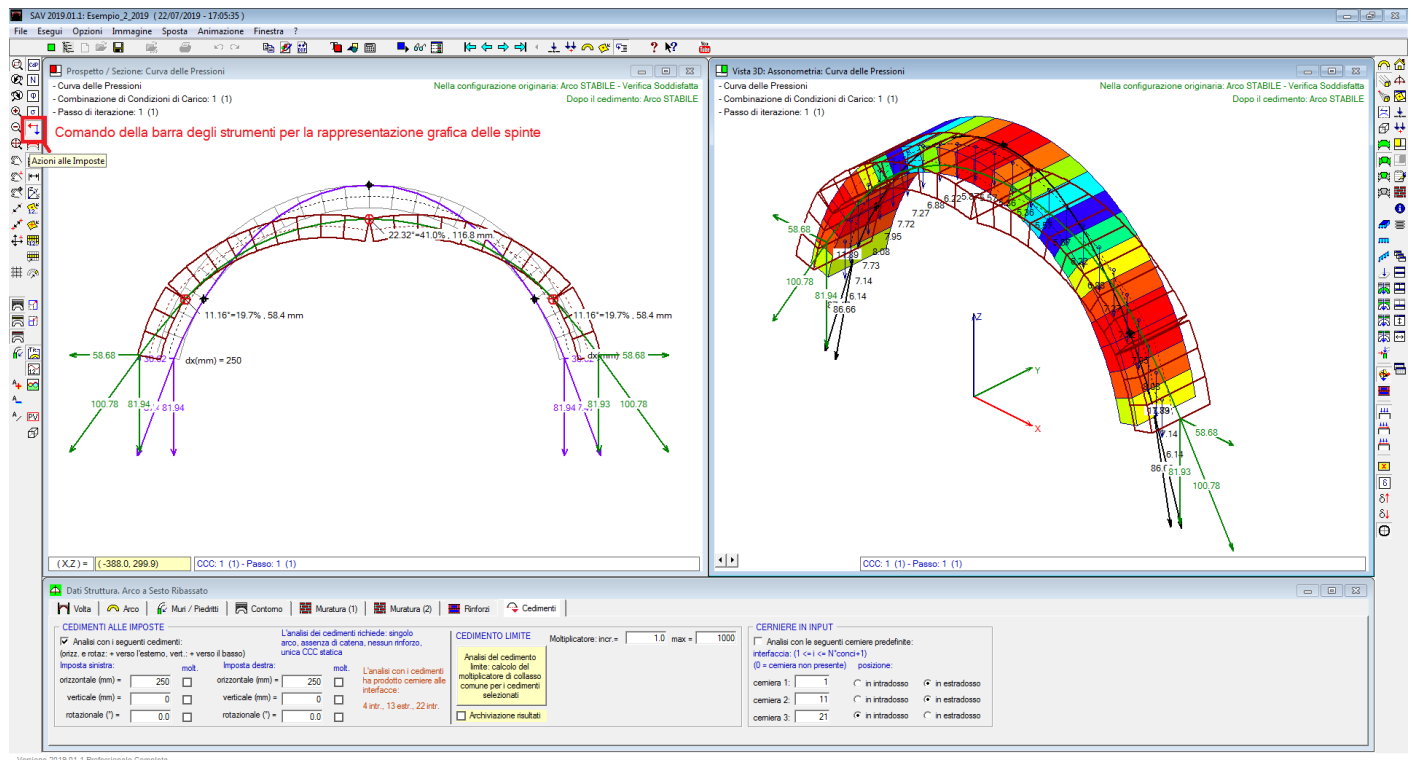 SAV 2019.01.1: Esempio_2_2019 ( 22/07/2019 - 17:05:35 )
File Esegui Opzioni Immagine Sposta Animazione Finestra ?
Prospetto / Sezione: Curva delle Pressioni
- Curva delle Pressioni
Nella configurazione originaria: Arco STABILE - Verifica Soddisfatta
- Combinazione di Condizioni di Carico: 1 (1)
Dopo il cedimento: Arco STABILE
- Passo di iterazione: 1 (1)
Comando della barra degli strumenti per la rappresentazione grafica delle spinte
Azioni alle Imposte
22.32°=41.0% , 116.8 mm
11.16°=19.7% , 58.4 mm
11.16°=19.7% , 58.4 mm
58.68
dx(mm) = 250
dx(mm)
58.68
100.78
81.94
81.94
81.94
81.93
100.78
(X,Z) =
(-388.0, 299.9)
CCC: 1 (1) - Passo: 1 (1)
Vista 3D: Assonometria: Curva delle Pressioni
- Curva delle Pressioni
Nella configurazione originaria: Arco STABILE - Verifica Soddisfatta
- Combinazione di Condizioni di Carico: 1 (1)
Dopo il cedimento: Arco STABILE
- Passo di iterazione: 1 (1)
6.88
7.27
7.72
7.95
8.08
7.73
7.14
6.14
58.68
100.78
81.94
86.66
Z
Y
X
7.14
6.14
58.68
81.93
100.78
CCC: 1 (1) - Passo: 1 (1)
Dati Struttura. Arco a Sesto Ribassato
Volta Arco Muri / Piedritti Contorno Muratura (1) Muratura (2) Rinforzi Cedimenti
CEDIMENTI ALLE IMPOSTE
Analisi con i seguenti cedimenti:
(orizz. e rotaz: + verso l'esterno, vert.: + verso il basso)
L'analisi dei cedimenti richiede: singolo
arco, assenza di catena, nessun rinforzo,
unica CCC statica
Imposta sinistra:
molt.
Imposta destra:
molt.
orizzontale (mm) = 250
orizzontale (mm) = 250
verticale (mm) = 0
verticale (mm) = 0
rotazionale (°) = 0.0
rotazionale (°) = 0.0
L'analisi con i cedimenti
ha prodotto cerniere alle
interfacce:
4 intr., 13 estr., 22 intr.
CEDIMENTO LIMITE
Moltiplicatore: incr.= 1.0 max = 1000
Analisi del cedimento
limite: calcolo del
moltiplicatore di collasso
comune per i cedimenti
selezionati
Archiviazione risultati
CERNIERE IN INPUT
Analisi con le seguenti cerniere predefinite:
interfaccia: (1 <= i <= N°conci+1)
(0 = cerniera non presente) posizione:
cerniera 1: 1 in intradosso in estradosso
cerniera 2: 11 in intradosso in estradosso
cerniera 3: 21 in intradosso in estradosso
Versione 2019.01.1 Professionale Completa